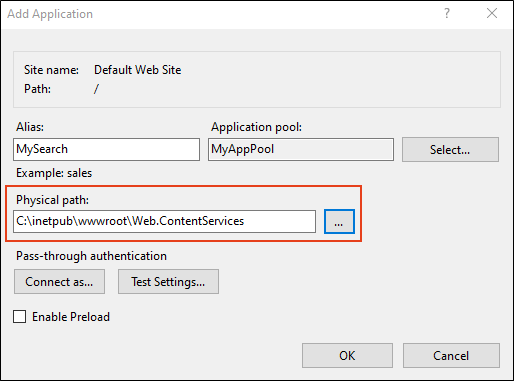 Add Application
Site name: Default Web Site
Path: /
Alias: Application pool:
MySearch MyAppPool Select...
Example: sales
Physical path:
C:\inetpub\wwwroot\Web.ContentServices ...
Pass-through authentication
Connect as... Test Settings...
Enable Preload
OK Cancel